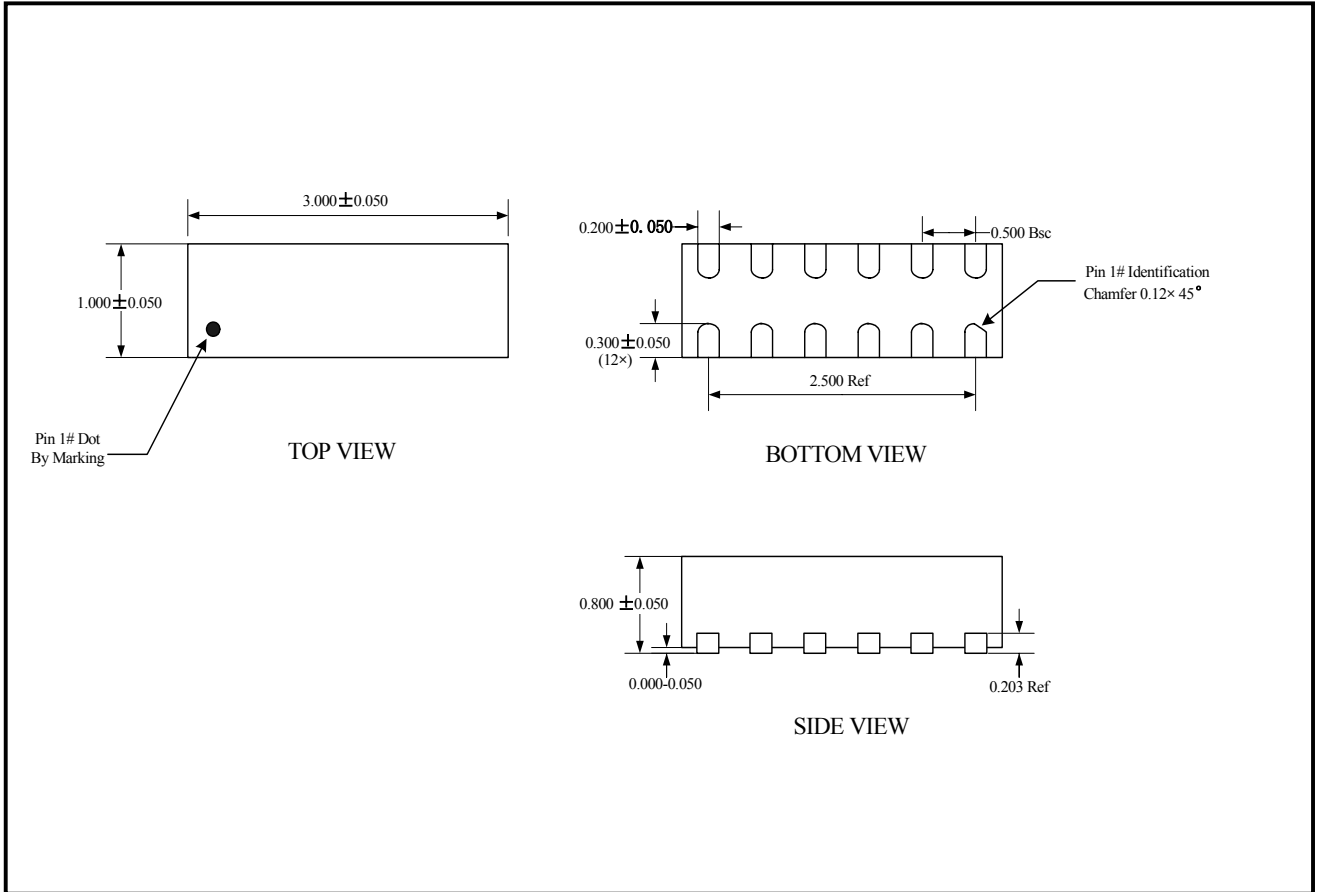 3.000±0.050
1.000±0.050
Pin 1# Dot
By Marking
TOP VIEW
0.200±0.050
0.500 Bsc
Pin 1# Identification
Chamfer 0.12× 45°
0.300±0.050
(12×)
2.500 Ref
BOTTOM VIEW
0.800 ±0.050
0.000-0.050
0.203 Ref
SIDE VIEW